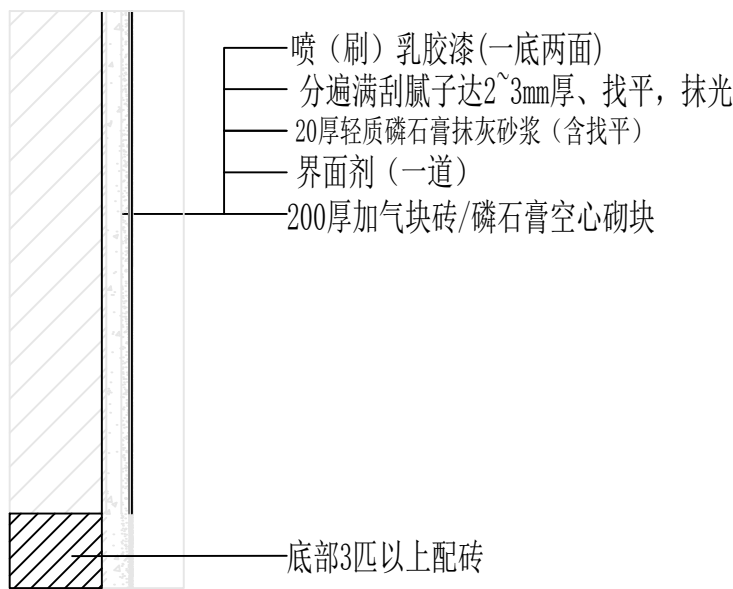 喷（刷）乳胶漆(一底两面)
分遍满刮腻子达2~3mm厚、找平，抹光
20厚轻质磷石膏抹灰砂浆（含找平）
界面剂（一道）
200厚加气块砖/磷石膏空心砌块
底部3匹以上配砖